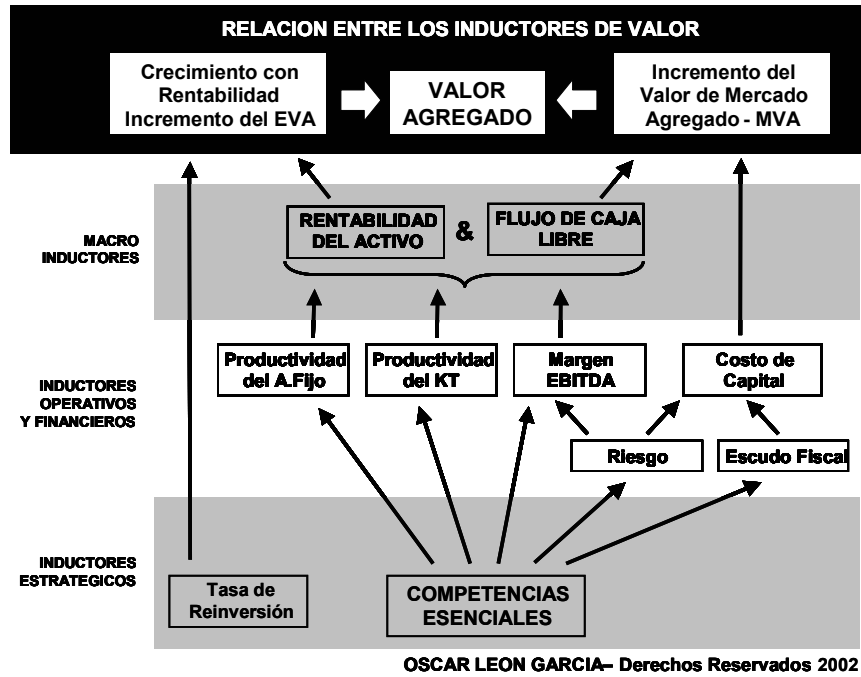 RELACION ENTRE LOS INDUCTORES DE VALOR
Crecimiento con
Rentabilidad
Incremento del EVA
VALOR
AGREGADO
Incremento del
Valor de Mercado
Agregado - MVA
MACRO
INDUCTORES
RENTABILIDAD
DEL ACTIVO
&
FLUJO DE CAJA
LIBRE
INDUCTORES
OPERATIVOS
Y FINANCIEROS
Productividad
del A.Fijo
Productividad
del KT
Margen
EBITDA
Costo de
Capital
Riesgo
Escudo Fiscal
INDUCTORES
ESTRATEGICOS
Tasa de
Reinversión
COMPETENCIAS
ESENCIALES
OSCAR LEON GARCIA– Derechos Reservados 2002